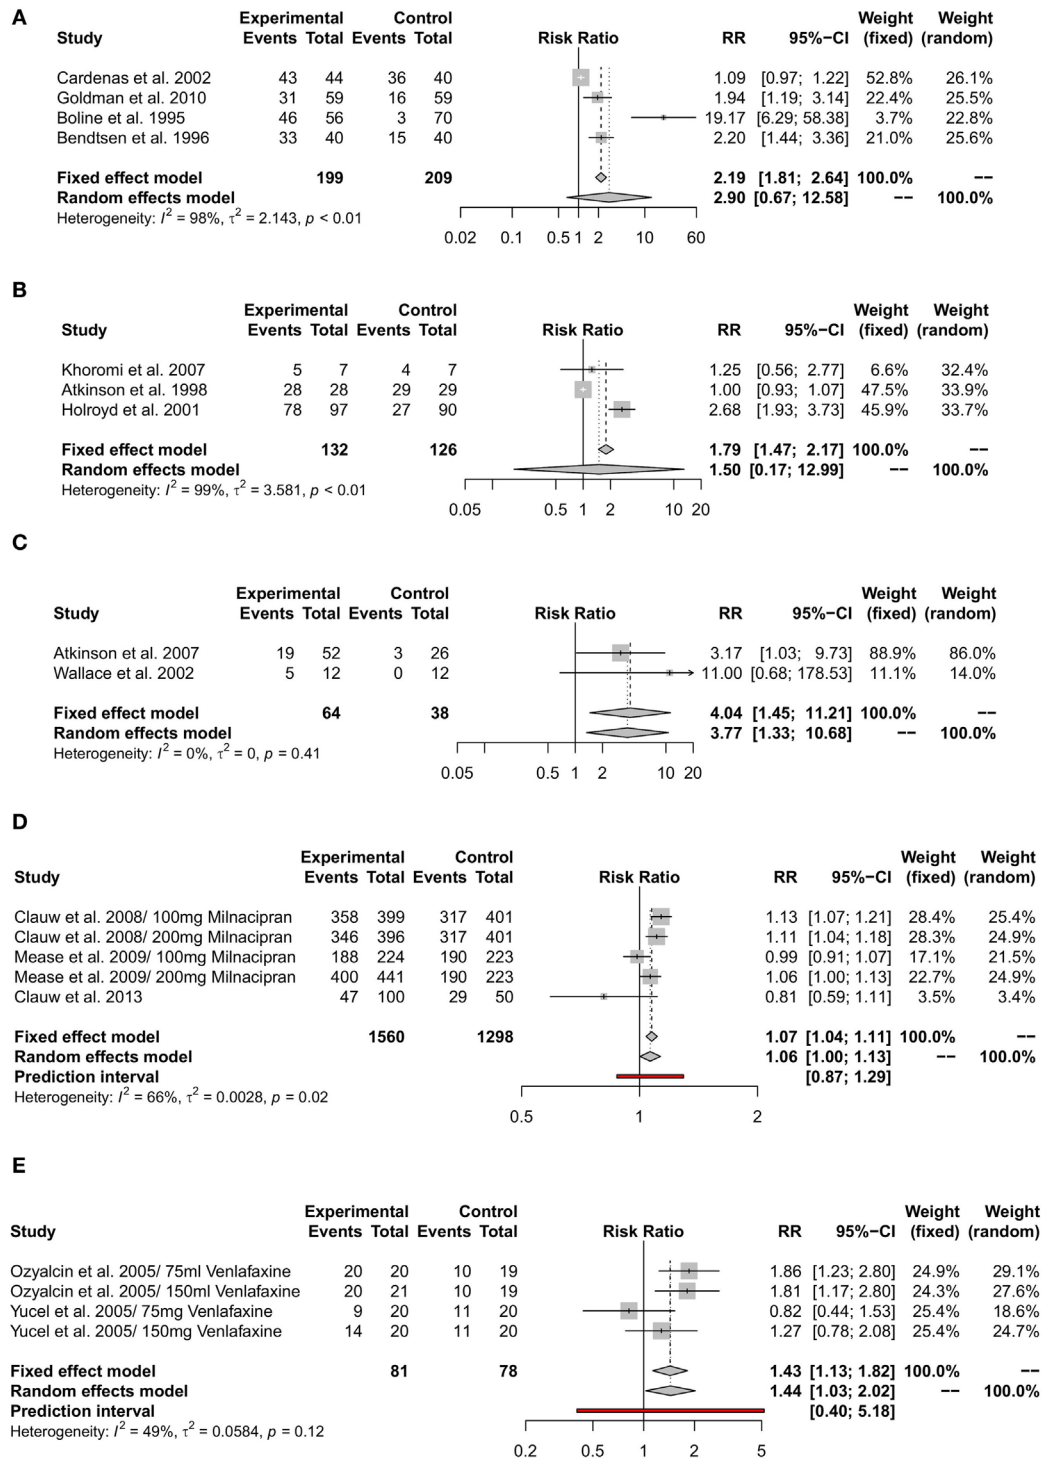 A
Experimental Control Weight Weight
Study Events Total Events Total Risk Ratio RR 95%−CI (fixed) (random)
Cardenas et al. 2002 43 44 36 40 1.09 [0.97; 1.22] 52.8% 26.1%
Goldman et al. 2010 31 59 16 59 1.94 [1.19; 3.14] 22.4% 25.5%
Boline et al. 1995 46 56 3 70 19.17 [6.29; 58.38] 3.7% 22.8%
Bendtsen et al. 1996 33 40 15 40 2.20 [1.44; 3.36] 21.0% 25.6%
Fixed effect model 199 209 2.19 [1.81; 2.64] 100.0% −−
Random effects model 2.90 [0.67; 12.58] −− 100.0%
Heterogeneity: I² = 98%, τ² = 2.143, p < 0.01
0.02 0.1 0.5 1 2 10 60
B
Experimental Control Weight Weight
Study Events Total Events Total Risk Ratio RR 95%−CI (fixed) (random)
Khoromi et al. 2007 5 7 4 7 1.25 [0.56; 2.77] 6.6% 32.4%
Atkinson et al. 1998 28 28 29 29 1.00 [0.93; 1.07] 47.5% 33.9%
Holroyd et al. 2001 78 97 27 90 2.68 [1.93; 3.73] 45.9% 33.7%
Fixed effect model 132 126 1.79 [1.47; 2.17] 100.0% −−
Random effects model 1.50 [0.17; 12.99] −− 100.0%
Heterogeneity: I² = 99%, τ² = 3.581, p < 0.01
0.05 0.5 1 2 10 20
C
Experimental Control Weight Weight
Study Events Total Events Total Risk Ratio RR 95%−CI (fixed) (random)
Atkinson et al. 2007 19 52 3 26 3.17 [1.03; 9.73] 88.9% 86.0%
Wallace et al. 2002 5 12 0 12 11.00 [0.68; 178.53] 11.1% 14.0%
Fixed effect model 64 38 4.04 [1.45; 11.21] 100.0% −−
Random effects model 3.77 [1.33; 10.68] −− 100.0%
Heterogeneity: I² = 0%, τ² = 0, p = 0.41
0.05 0.5 1 2 10 20
D
Experimental Control Weight Weight
Study Events Total Events Total Risk Ratio RR 95%−CI (fixed) (random)
Clauw et al. 2008/ 100mg Milnacipran 358 399 317 401 1.13 [1.07; 1.21] 28.4% 25.4%
Clauw et al. 2008/ 200mg Milnacipran 346 396 317 401 1.11 [1.04; 1.18] 28.3% 24.9%
Mease et al. 2009/ 100mg Milnacipran 188 224 190 223 0.99 [0.91; 1.07] 17.1% 21.5%
Mease et al. 2009/ 200mg Milnacipran 400 441 190 223 1.06 [1.00; 1.13] 22.7% 24.9%
Clauw et al. 2013 47 100 29 50 0.81 [0.59; 1.11] 3.5% 3.4%
Fixed effect model 1560 1298 1.07 [1.04; 1.11] 100.0% −−
Random effects model 1.06 [1.00; 1.13] −− 100.0%
Prediction interval [0.87; 1.29]
Heterogeneity: I² = 66%, τ² = 0.0028, p = 0.02
0.5 1 2
E
Experimental Control Weight Weight
Study Events Total Events Total Risk Ratio RR 95%−CI (fixed) (random)
Ozyalcin et al. 2005/ 75ml Venlafaxine 20 20 10 19 1.86 [1.23; 2.80] 24.9% 29.1%
Ozyalcin et al. 2005/ 150ml Venlafaxine 20 21 10 19 1.81 [1.17; 2.80] 24.3% 27.6%
Yucel et al. 2005/ 75mg Venlafaxine 9 20 11 20 0.82 [0.44; 1.53] 25.4% 18.6%
Yucel et al. 2005/ 150mg Venlafaxine 14 20 11 20 1.27 [0.78; 2.08] 25.4% 24.7%
Fixed effect model 81 78 1.43 [1.13; 1.82] 100.0% −−
Random effects model 1.44 [1.03; 2.02] −− 100.0%
Prediction interval [0.40; 5.18]
Heterogeneity: I² = 49%, τ² = 0.0584, p = 0.12
0.2 0.5 1 2 5